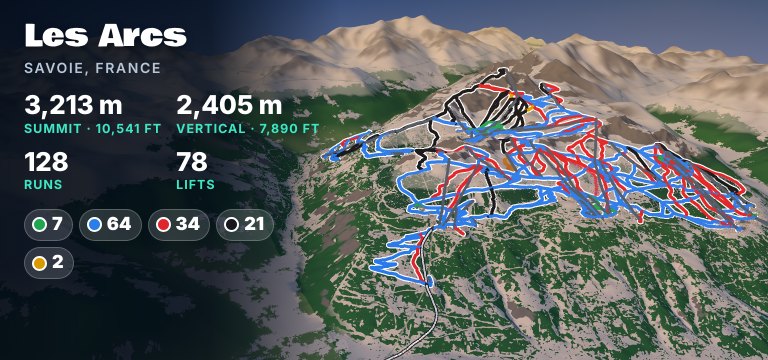 Les Arcs
SAVOIE, FRANCE
3,213 m 2,405 m
SUMMIT · 10,541 FT VERTICAL · 7,890 FT
128 78
RUNS LIFTS
7 64 34 21
2